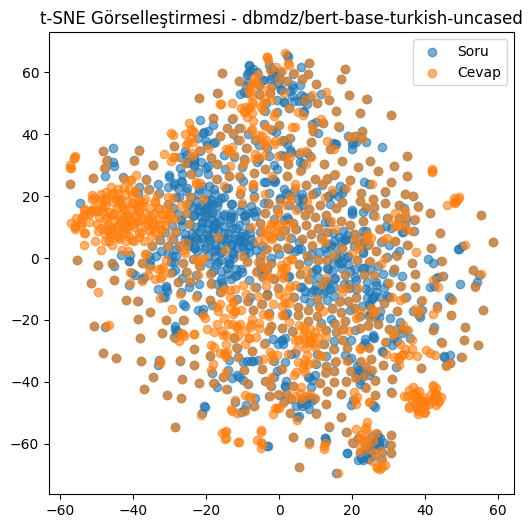 t-SNE Görselleştirmesi - dbmdz/bert-base-turkish-uncased
Soru
Cevap
60
40
20
0
−20
−40
−60
−60 −40 −20 0 20 40 60